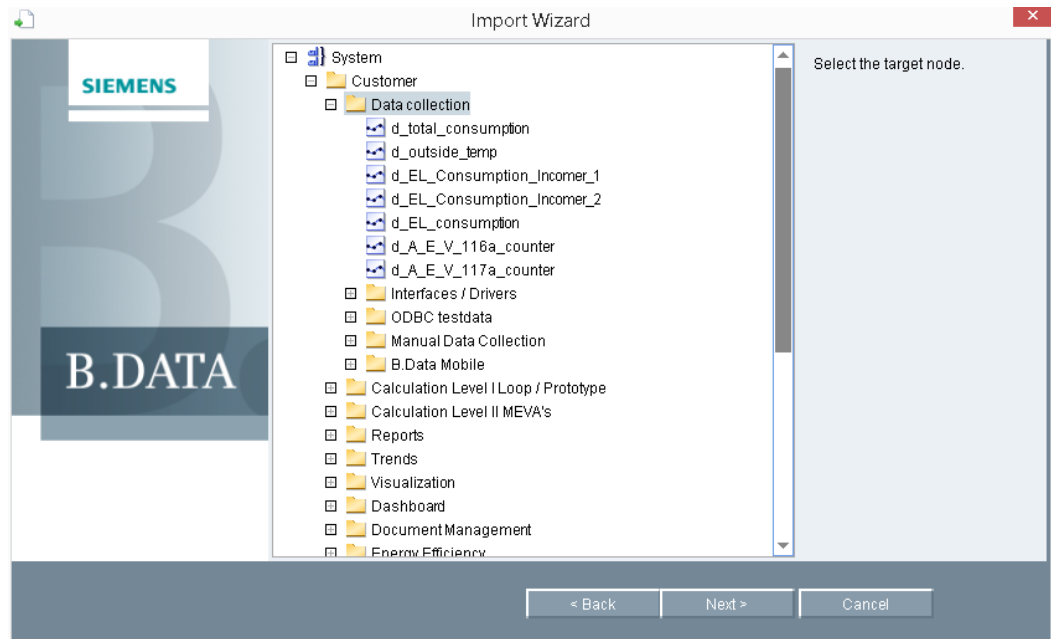 Import Wizard
SIEMENS
B.DATA
System
Customer
Data collection
d_total_consumption
d_outside_temp
d_EL_Consumption_Incomer_1
d_EL_Consumption_Incomer_2
d_EL_consumption
d_A_E_V_116a_counter
d_A_E_V_117a_counter
Interfaces / Drivers
ODBC testdata
Manual Data Collection
B.Data Mobile
Calculation Level I Loop / Prototype
Calculation Level II MEVA's
Reports
Trends
Visualization
Dashboard
Document Management
Energy Efficiency
Select the target node.
< Back
Next >
Cancel